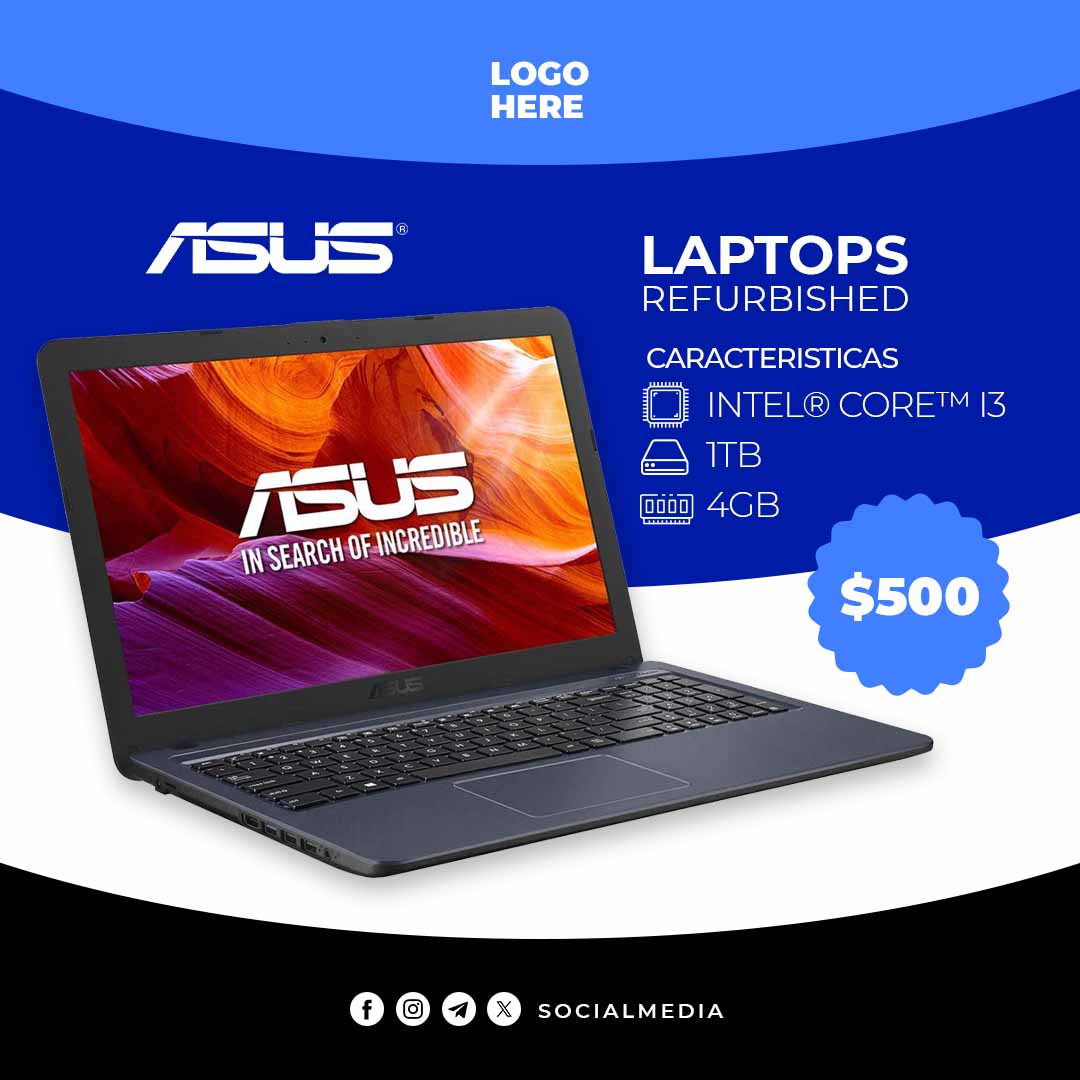 LOGO
HERE
ASUS®
LAPTOPS
REFURBISHED
CARACTERISTICAS
INTEL® CORE™ I3
1TB
4GB
$500
ASUS
IN SEARCH OF INCREDIBLE
ASUS
SOCIALMEDIA